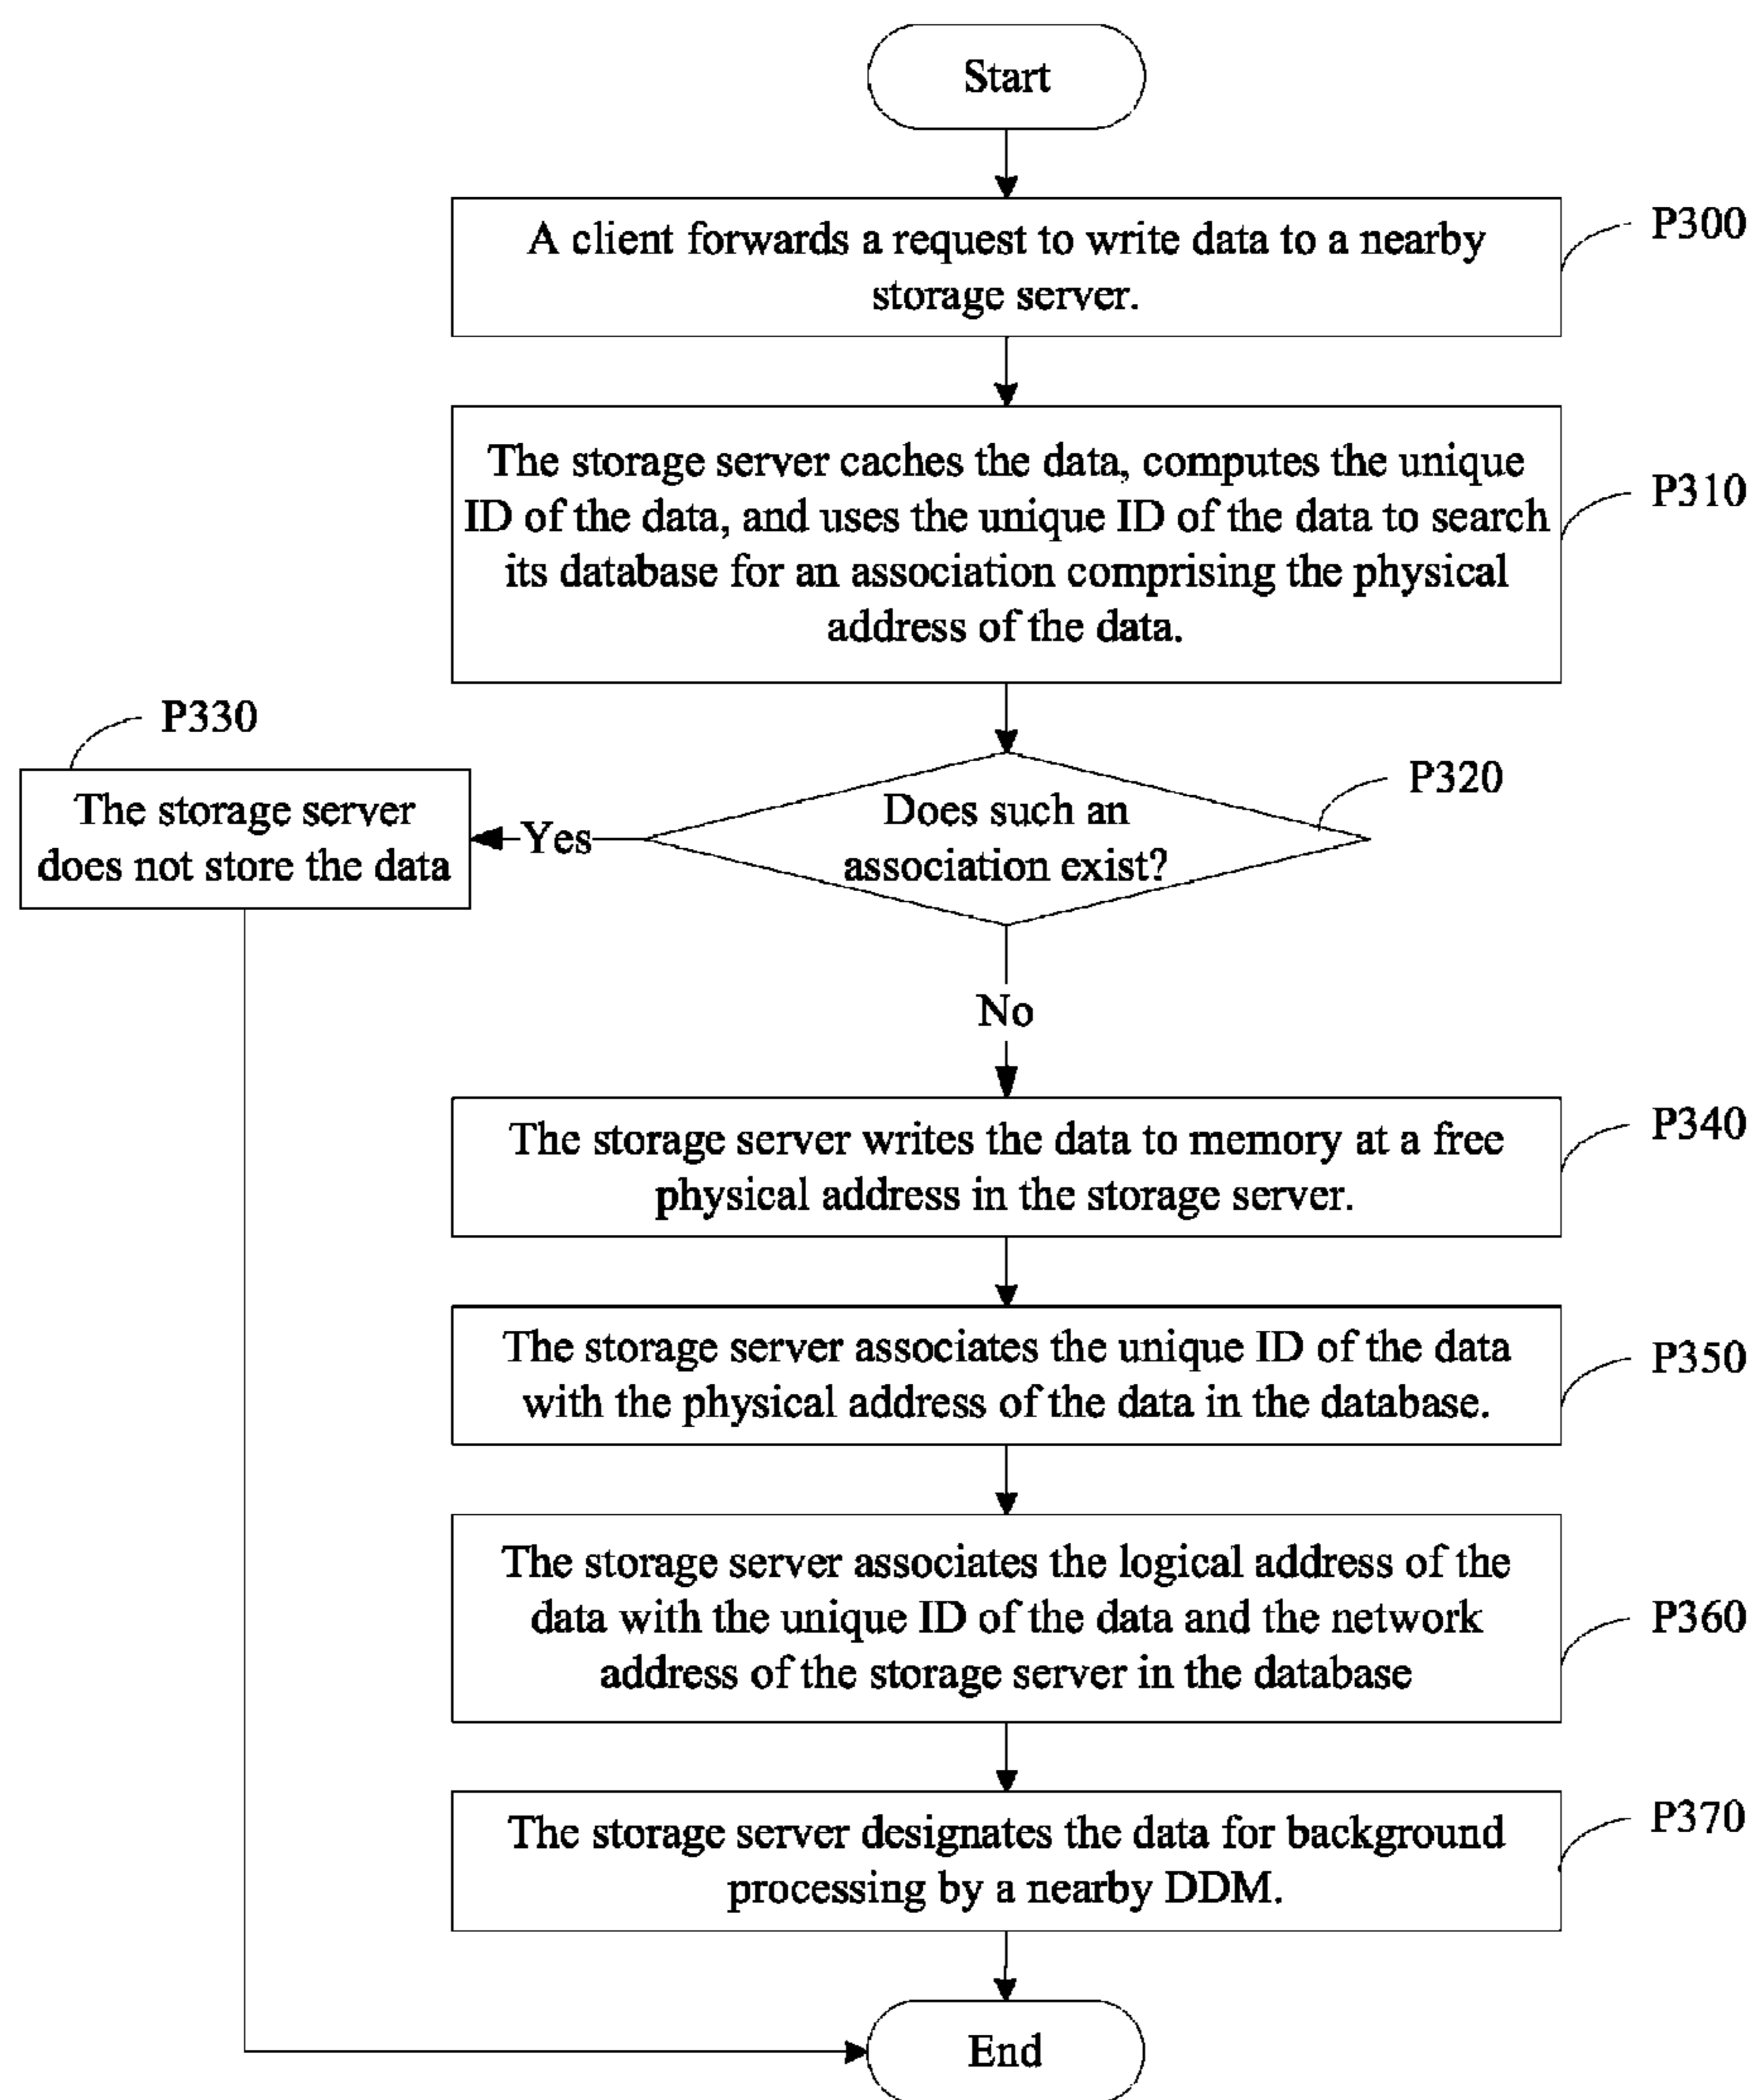 Start
A client forwards a request to write data to a nearby
storage server.
P300
The storage server caches the data, computes the unique
ID of the data, and uses the unique ID of the data to search
its database for an association comprising the physical
address of the data.
P310
P330
The storage server
does not store the data
Yes
Does such an
association exist?
P320
No
The storage server writes the data to memory at a free
physical address in the storage server.
P340
The storage server associates the unique ID of the data
with the physical address of the data in the database.
P350
The storage server associates the logical address of the
data with the unique ID of the data and the network
address of the storage server in the database
P360
The storage server designates the data for background
processing by a nearby DDM.
P370
End